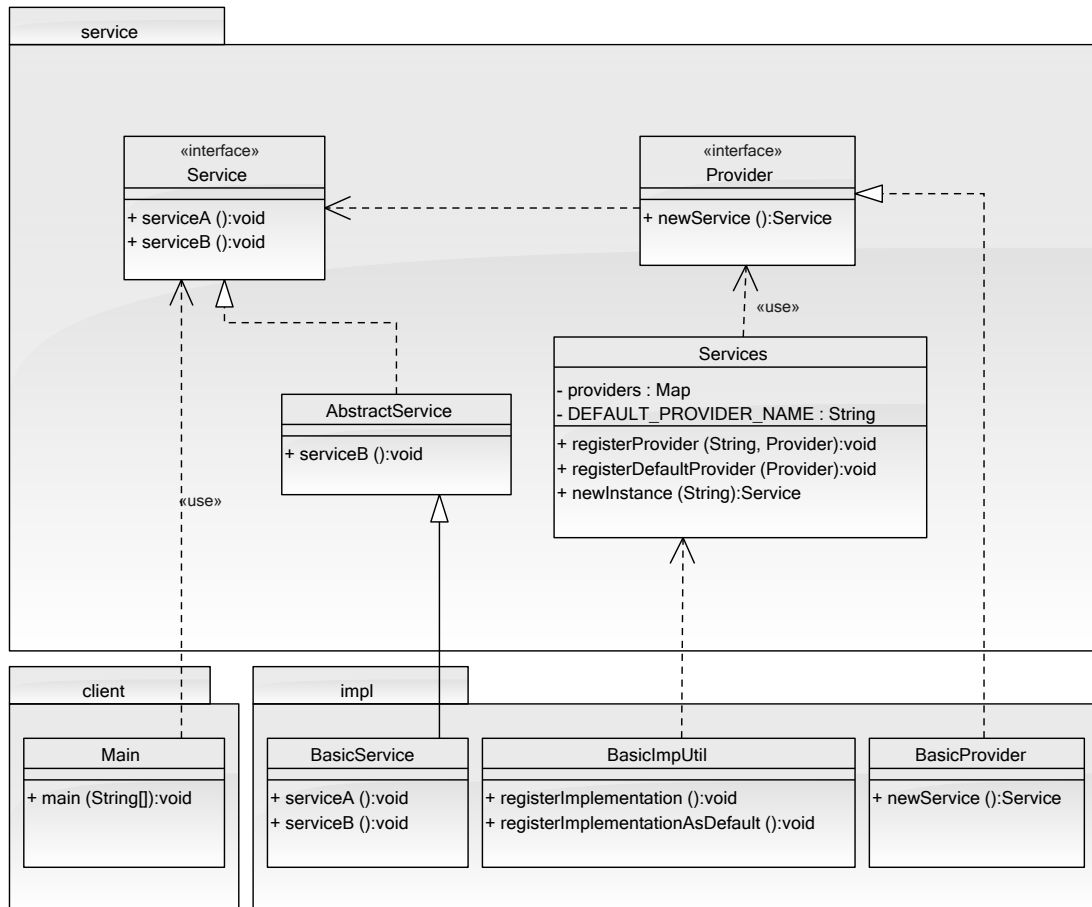 service
«interface»
Service
+ serviceA ():void
+ serviceB ():void
«interface»
Provider
+ newService ():Service
«use»
Services
- providers : Map
- DEFAULT_PROVIDER_NAME : String
+ registerProvider (String, Provider):void
+ registerDefaultProvider (Provider):void
+ newInstance (String):Service
AbstractService
+ serviceB ():void
«use»
client
Main
+ main (String[]):void
impl
BasicService
+ serviceA ():void
+ serviceB ():void
BasicImpUtil
+ registerImplementation ():void
+ registerImplementationAsDefault ():void
BasicProvider
+ newService ():Service